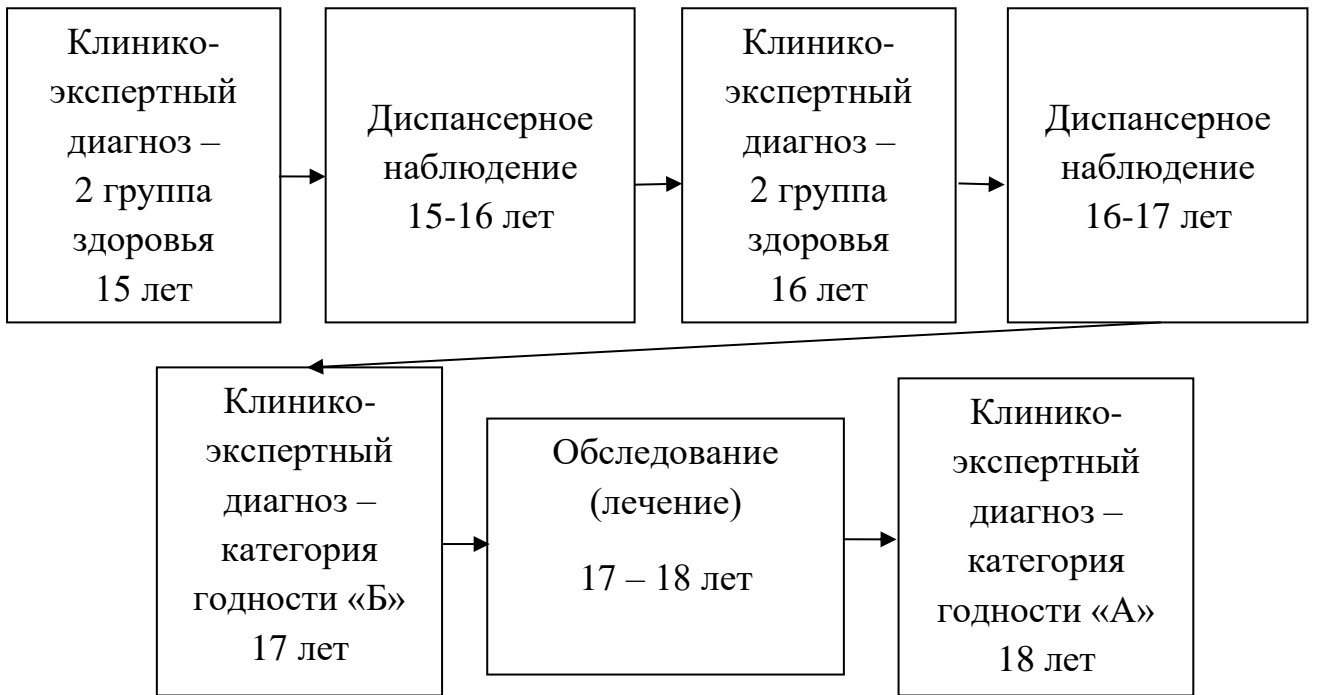 Клинико-
экспертный
диагноз –
2 группа
здоровья
15 лет
Диспансерное
наблюдение
15-16 лет
Клинико-
экспертный
диагноз –
2 группа
здоровья
16 лет
Диспансерное
наблюдение
16-17 лет
Клинико-
экспертный
диагноз –
категория
годности «Б»
17 лет
Обследование
(лечение)
17 – 18 лет
Клинико-
экспертный
диагноз –
категория
годности «А»
18 лет